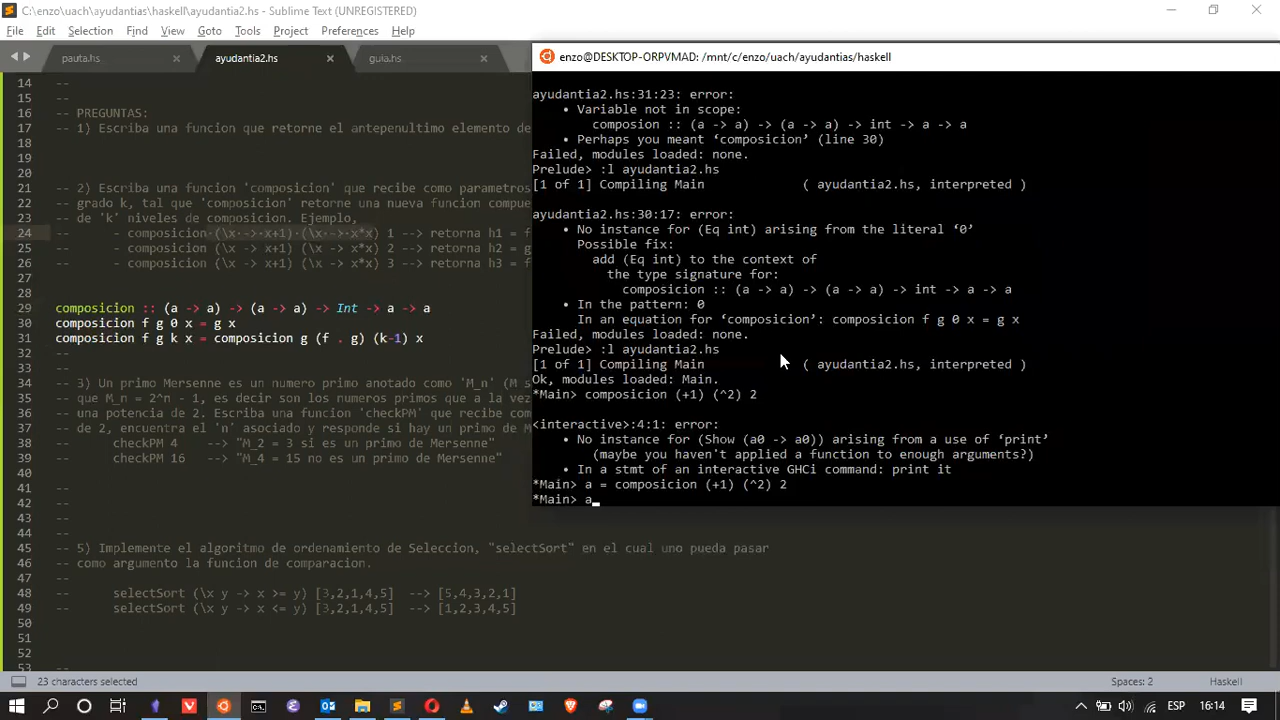 C:\enzo\uach\ayudantias\haskell\ayudantia2.hs - Sublime Text (UNREGISTERED)
File Edit Selection Find View Goto Tools Project Preferences Help
pauta.hs ayudantia2.hs guia.hs
14 --
15 --
16 -- PREGUNTAS:
17 -- 1) Escriba una funcion que retorne el antepenultimo elemento de
18 --
19 --
20 --
21 -- 2) Escriba una funcion 'composicion' que recibe como parametros
22 -- grado k, tal que 'composicion' retorne una nueva funcion compue
23 -- de 'k' niveles de composicion. Ejemplo,
24 -- - composicion (\x -> x+1) (\x -> x*x) 1 --> retorna h1 = f
25 -- - composicion (\x -> x+1) (\x -> x*x) 2 --> retorna h2 = g
26 -- - composicion (\x -> x+1) (\x -> x*x) 3 --> retorna h3 = f
27
28
29 composicion :: (a -> a) -> (a -> a) -> Int -> a -> a
30 composicion f g 0 x = g x
31 composicion f g k x = composicion g (f . g) (k-1) x
32 --
33 --
34 -- 3) Un primo Mersenne es un numero primo anotado como 'M_n' (M s
35 -- que M_n = 2^n - 1, es decir son los numeros primos que a la vez
36 -- una potencia de 2. Escriba una funcion 'checkPM' que recibe com
37 -- de 2, encuentra el 'n' asociado y responde si hay un primo de M
38 -- checkPM 4 --> "M_2 = 3 si es un primo de Mersenne"
39 -- checkPM 16 --> "M_4 = 15 no es un primo de Mersenne"
40 --
41 --
42 --
43 --
44 --
45 -- 5) Implemente el algoritmo de ordenamiento de Seleccion, "selectSort" en el cual uno pueda pasar
46 -- como argumento la funcion de comparacion.
47 --
48 -- selectSort (\x y -> x >= y) [3,2,1,4,5] --> [5,4,3,2,1]
49 -- selectSort (\x y -> x <= y) [3,2,1,4,5] --> [1,2,3,4,5]
50
51
52
53 --
enzo@DESKTOP-ORPVMAD: /mnt/c/enzo/uach/ayudantias/haskell
ayudantia2.hs:31:23: error:
• Variable not in scope:
composion :: (a -> a) -> (a -> a) -> int -> a -> a
• Perhaps you meant ‘composicion’ (line 30)
Failed, modules loaded: none.
Prelude> :l ayudantia2.hs
[1 of 1] Compiling Main ( ayudantia2.hs, interpreted )
ayudantia2.hs:30:17: error:
• No instance for (Eq int) arising from the literal ‘0’
Possible fix:
add (Eq int) to the context of
the type signature for:
composicion :: (a -> a) -> (a -> a) -> int -> a -> a
• In the pattern: 0
In an equation for ‘composicion’: composicion f g 0 x = g x
Failed, modules loaded: none.
Prelude> :l ayudantia2.hs
[1 of 1] Compiling Main ( ayudantia2.hs, interpreted )
Ok, modules loaded: Main.
*Main> composicion (+1) (^2) 2
<interactive>:4:1: error:
• No instance for (Show (a0 -> a0)) arising from a use of ‘print’
(maybe you haven't applied a function to enough arguments?)
• In a stmt of an interactive GHCi command: print it
*Main> a = composicion (+1) (^2) 2
*Main> a
23 characters selected Spaces: 2 Haskell
ESP 16:14